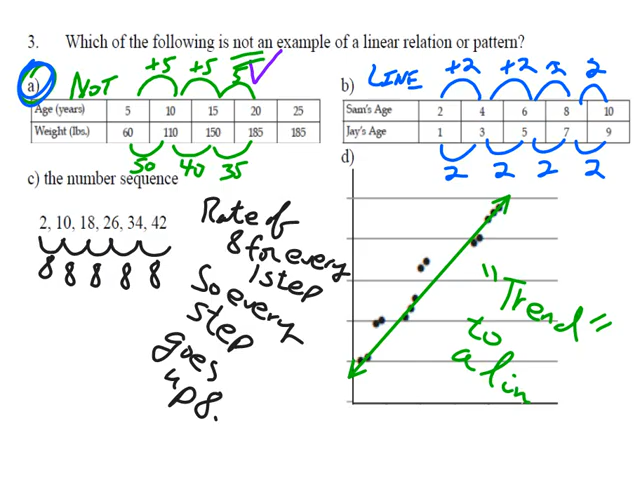 3. Which of the following is not an example of a linear relation or pattern?
a) NOT +5 +5 5
Age (years) 5 10 15 20 25
Weight (lbs.) 60 110 150 185 185
50 40 35
b) LINE +2 +2 2 2
Sam's Age 2 4 6 8 10
Jay's Age 1 3 5 7 9
2 2 2 2
c) the number sequence
2, 10, 18, 26, 34, 42
8 8 8 8 8
Rate of
8 for every
1 step
So every
step
goes
up 8.
d)
"Trend"
to
a lin